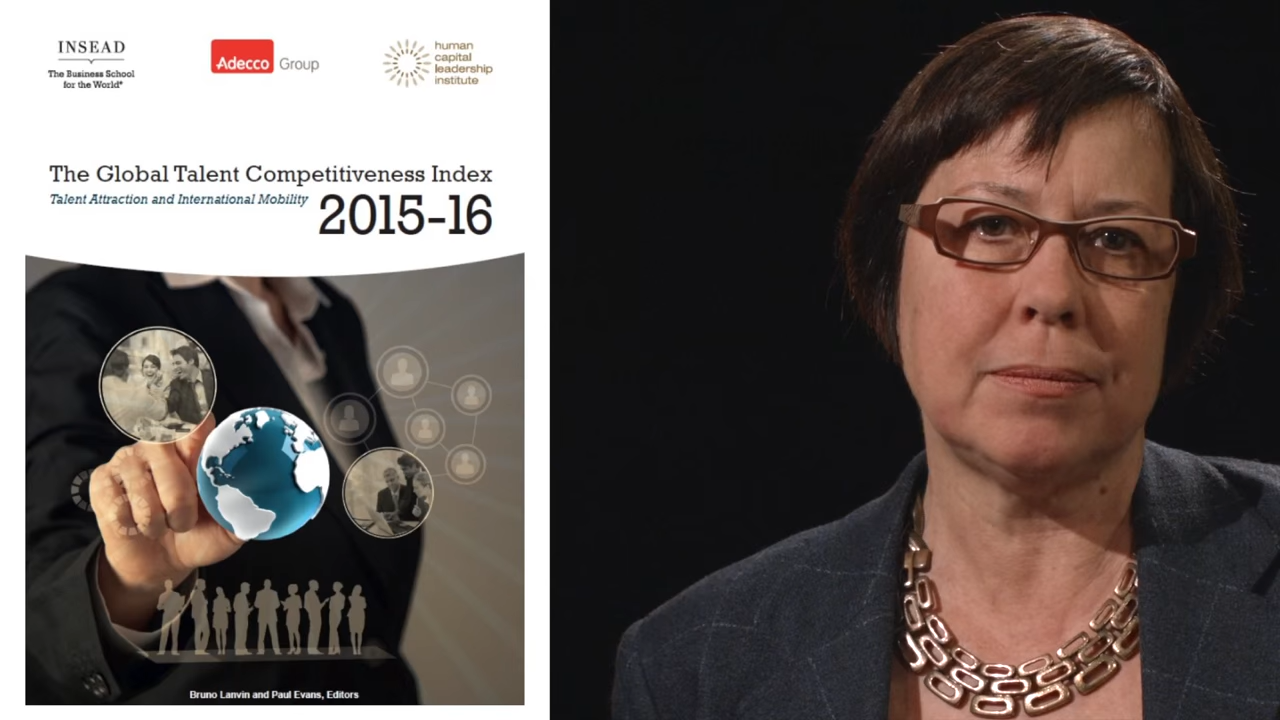 INSEAD
The Business School
for the World®
Adecco Group
human
capital
leadership
institute
The Global Talent Competitiveness Index
Talent Attraction and International Mobility
2015-16
Bruno Lanvin and Paul Evans, Editors